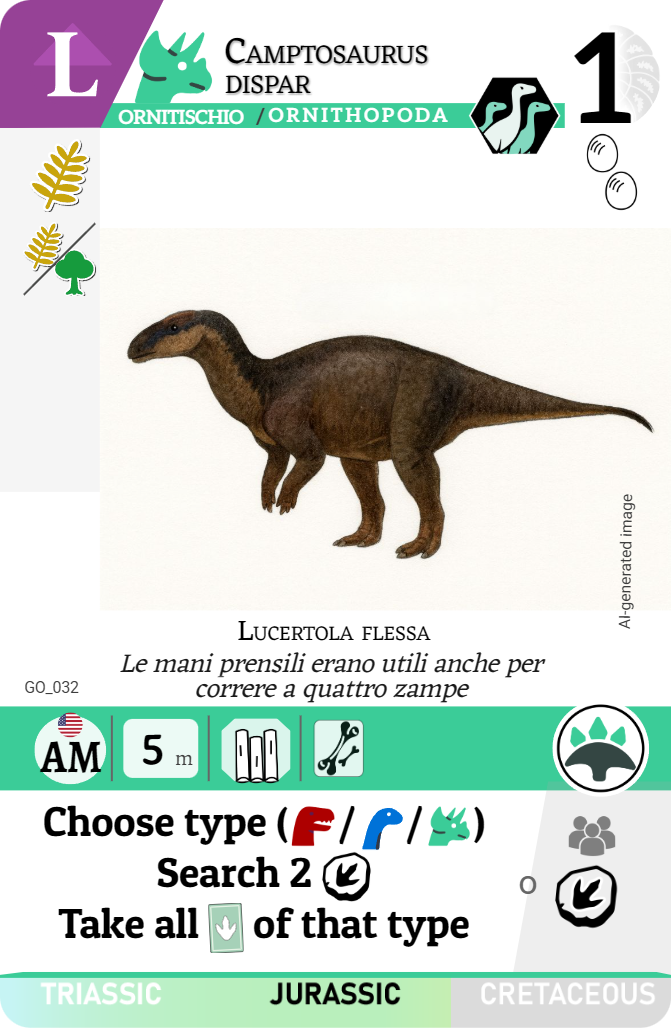 L
CAMPTOSAURUS
DISPAR
ORNITISCHIO / ORNITHOPODA
1
AI-generated image
LUCERTOLA FLESSA
Le mani prensili erano utili anche per
correre a quattro zampe
GO_032
AM
5 m
Choose type ( / / )
Search 2
Take all of that type
O
TRIASSIC JURASSIC CRETACEOUS